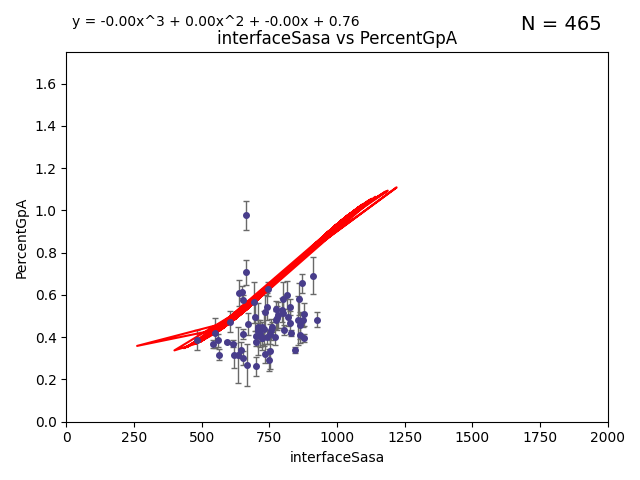 y = -0.00x^3 + 0.00x^2 + -0.00x + 0.76
N = 465
interfaceSasa vs PercentGpA
1.6
1.4
1.2
1.0
0.8
0.6
0.4
0.2
0.0
PercentGpA
0 250 500 750 1000 1250 1500 1750 2000
interfaceSasa